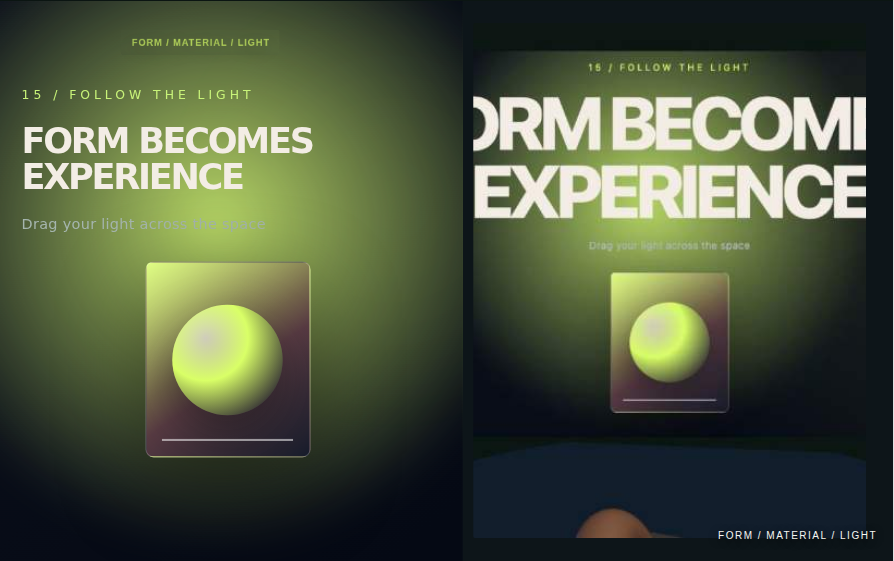 FORM / MATERIAL / LIGHT
15 / FOLLOW THE LIGHT
FORM BECOMES
EXPERIENCE
Drag your light across the space
15 / FOLLOW THE LIGHT
ORM BECOM
EXPERIENCE
Drag your light across the space
FORM / MATERIAL / LIGHT